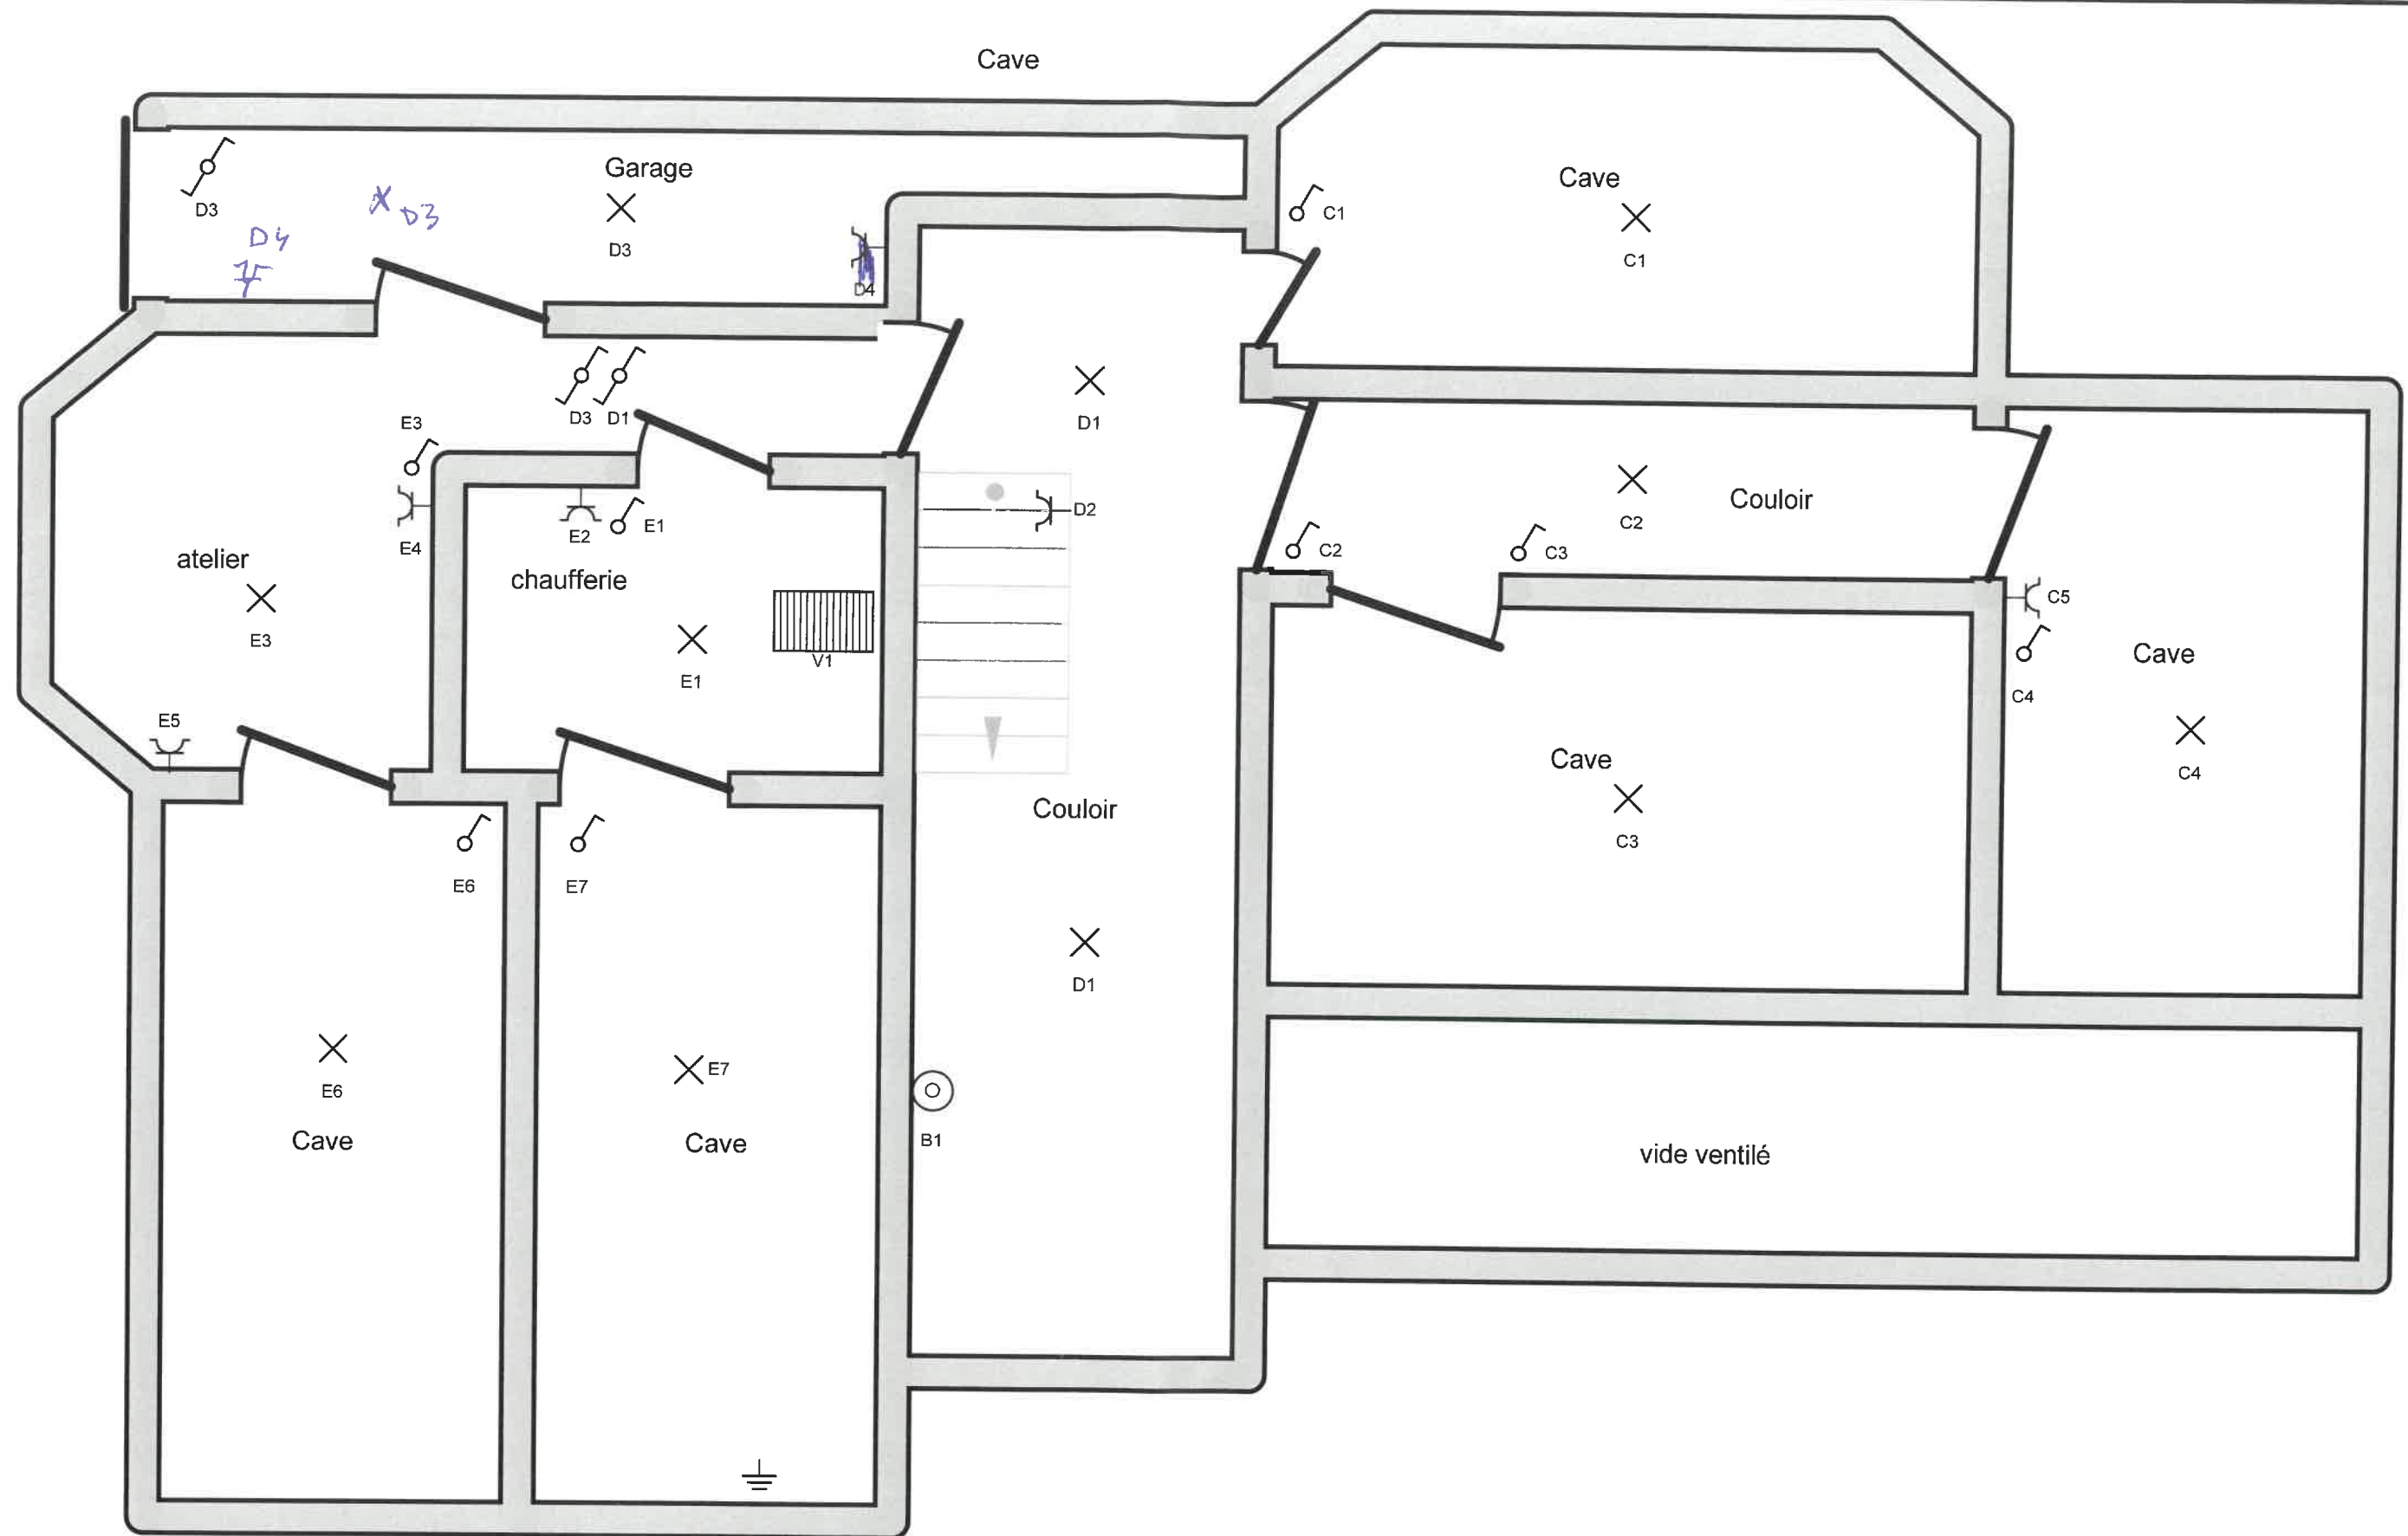 Cave
Garage
Cave
D3
D3
D4
D3
C1
C1
D4
D1
D3 D1
E3
C2
Couloir
D2
E2
E1
C2
C3
E4
atelier
chaufferie
C5
E3
V1
E1
Cave
C4
E5
Cave
C4
Couloir
C3
E6
E7
D1
E7
E6
Cave
Cave
B1
vide ventilé